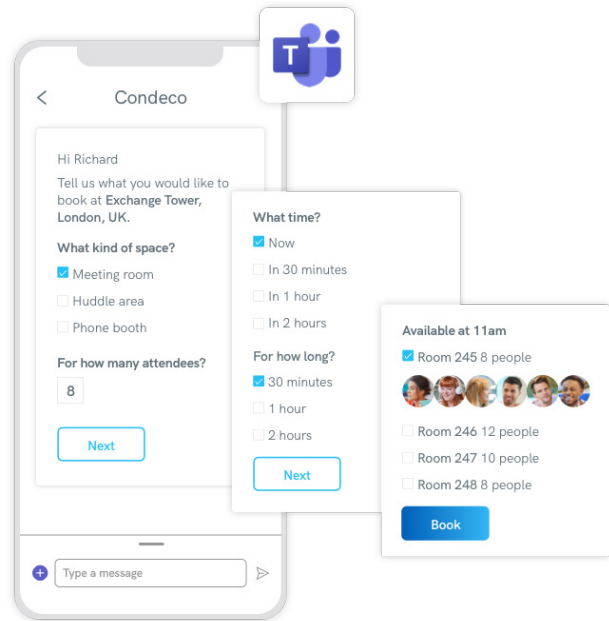 T
Condeco
Hi Richard
Tell us what you would like to
book at Exchange Tower,
London, UK.
What kind of space?
Meeting room
Huddle area
Phone booth
For how many attendees?
8
Next
Type a message
What time?
Now
In 30 minutes
In 1 hour
In 2 hours
For how long?
30 minutes
1 hour
2 hours
Next
Available at 11am
Room 245 8 people
Room 246 12 people
Room 247 10 people
Room 248 8 people
Book